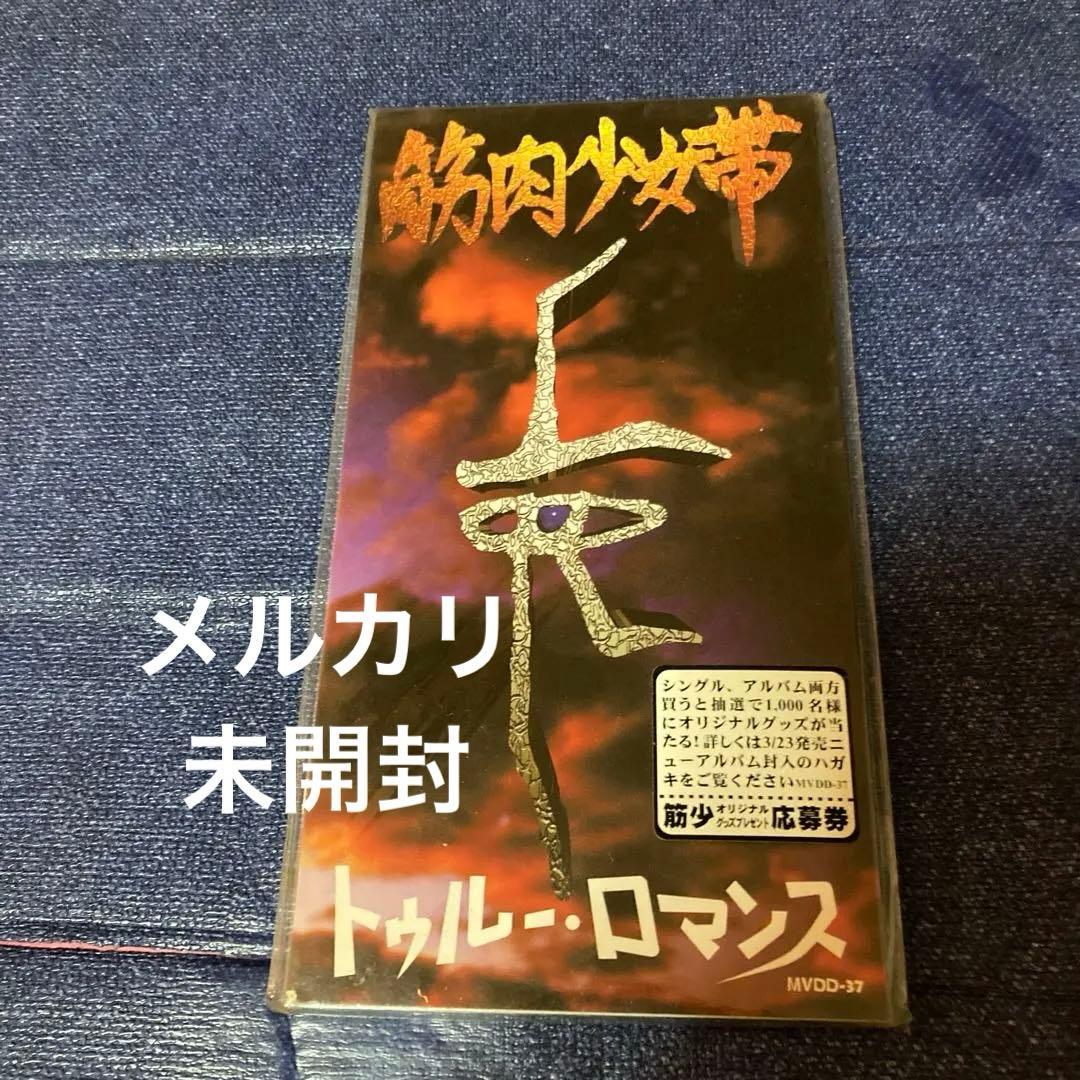 筋肉少女帯
メルカリ
未開封
シングル、アルバム両方
買うと抽選で1,000名様
にオリジナルグッズが当
たる!詳しくは3/23発売ニ
ューアルバム封入のハガ
キをご覧くださいMVDD-37
筋少オリジナルグッズプレゼント応募券
トゥルー・ロマンス
MVDD-37